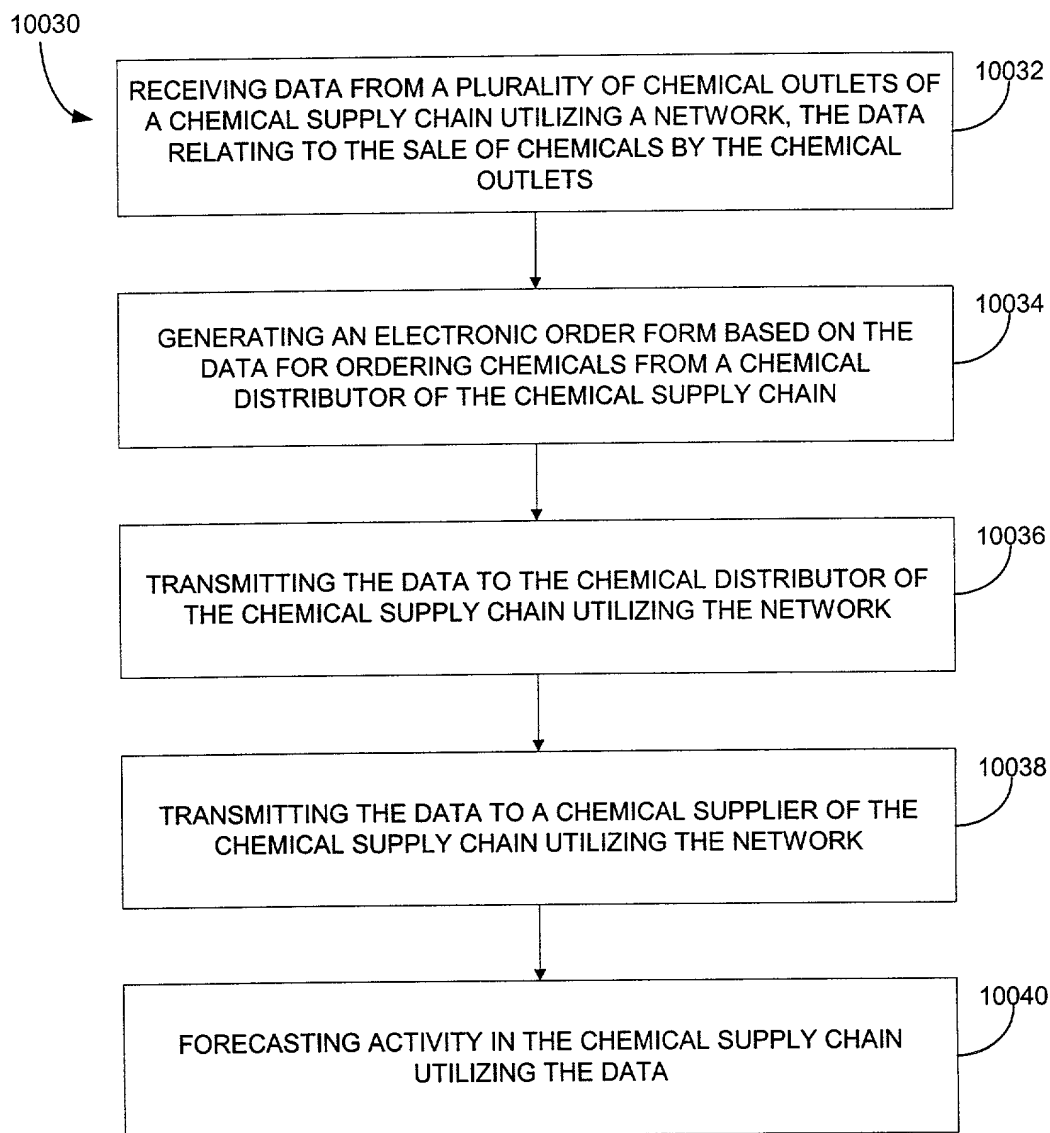 10030
RECEIVING DATA FROM A PLURALITY OF CHEMICAL OUTLETS OF
A CHEMICAL SUPPLY CHAIN UTILIZING A NETWORK, THE DATA
RELATING TO THE SALE OF CHEMICALS BY THE CHEMICAL
OUTLETS
10032
GENERATING AN ELECTRONIC ORDER FORM BASED ON THE
DATA FOR ORDERING CHEMICALS FROM A CHEMICAL
DISTRIBUTOR OF THE CHEMICAL SUPPLY CHAIN
10034
TRANSMITTING THE DATA TO THE CHEMICAL DISTRIBUTOR OF
THE CHEMICAL SUPPLY CHAIN UTILIZING THE NETWORK
10036
TRANSMITTING THE DATA TO A CHEMICAL SUPPLIER OF THE
CHEMICAL SUPPLY CHAIN UTILIZING THE NETWORK
10038
FORECASTING ACTIVITY IN THE CHEMICAL SUPPLY CHAIN
UTILIZING THE DATA
10040